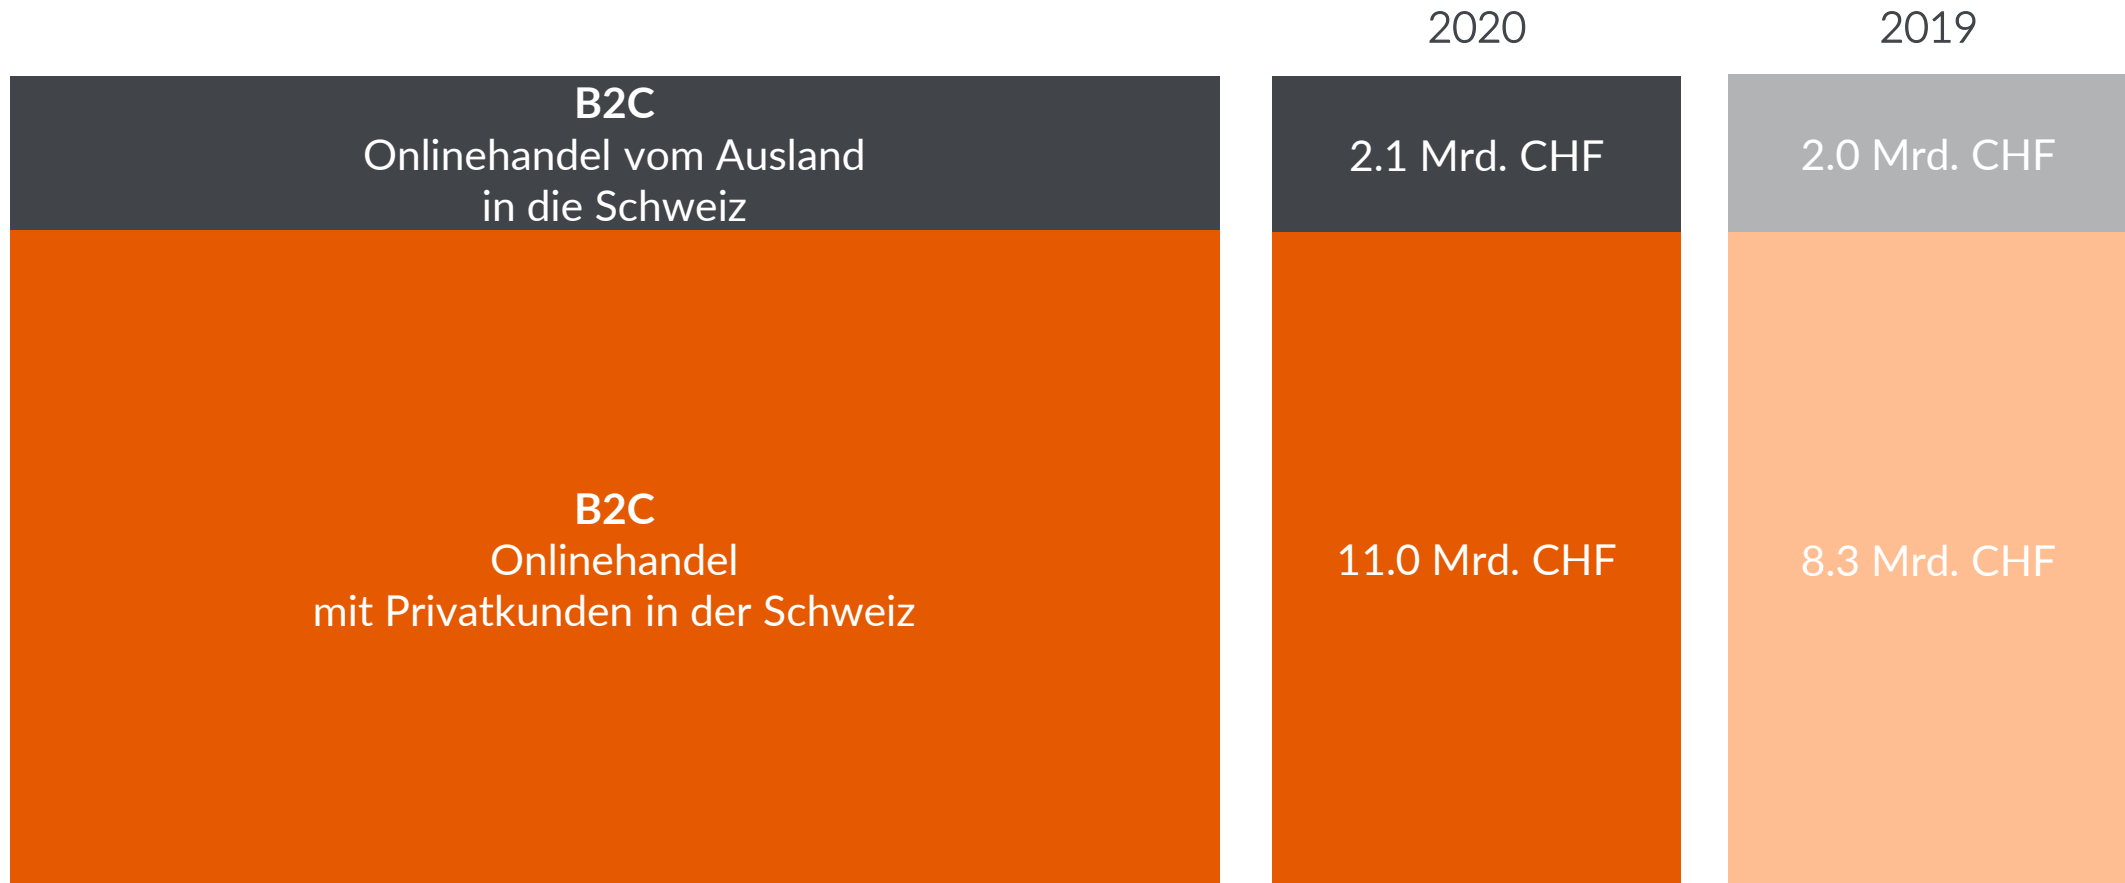 2020
2019
B2C
Onlinehandel vom Ausland
in die Schweiz
2.1 Mrd. CHF
2.0 Mrd. CHF
B2C
Onlinehandel
mit Privatkunden in der Schweiz
11.0 Mrd. CHF
8.3 Mrd. CHF